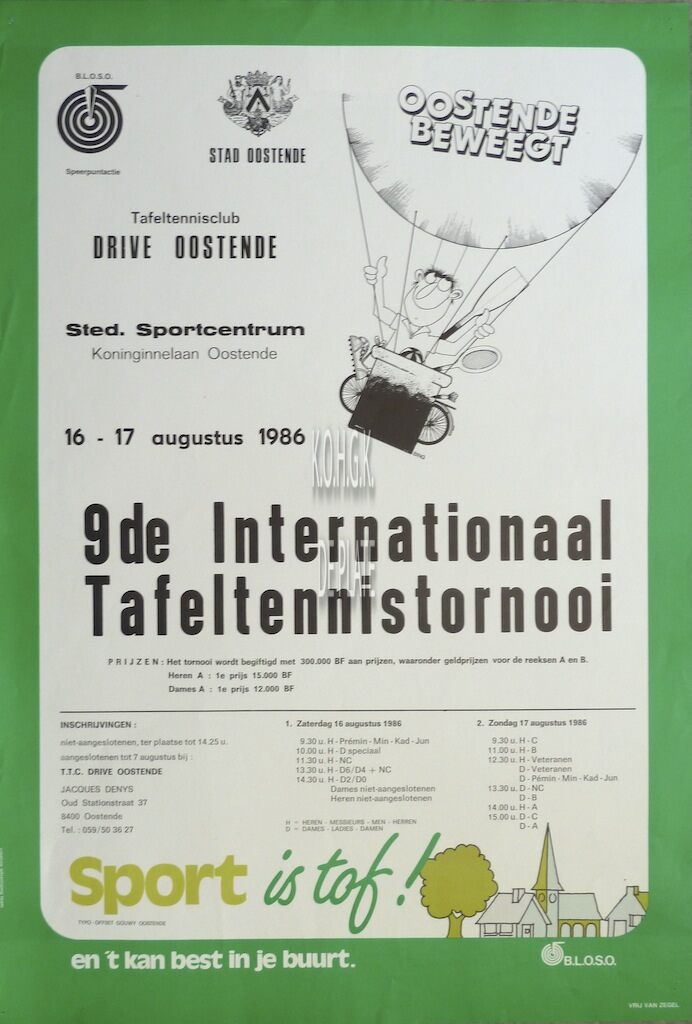 B.L.O.S.O.
Speerpuntactie
STAD OOSTENDE
OOSTENDE
BEWEEGT
Tafeltennisclub
DRIVE OOSTENDE
Sted. Sportcentrum
Koninginnelaan Oostende
16 - 17 augustus 1986
K.O.H.G.K.
DE PLATE
9de Internationaal
Tafeltennistornooi
PRIJZEN : Het tornooi wordt begiftigd met 300.000 BF aan prijzen, waaronder geldprijzen voor de reeksen A en B.
Heren A : 1e prijs 15.000 BF
Dames A : 1e prijs 12.000 BF
INSCHRIJVINGEN :
niet-aangeslotenen, ter plaatse tot 14.25 u.
aangeslotenen tot 7 augustus bij :
T.T.C. DRIVE OOSTENDE
JACQUES DENYS
Oud Stationstraat 37
8400 Oostende
Tel. : 059/50 36 27
1. Zaterdag 16 augustus 1986
9.30 u. H - Prémin - Min - Kad - Jun
10.00 u. H - D speciaal
11.30 u. H - NC
13.30 u. H - D6/D4 + NC
14.30 u. H - D2/D0
Dames niet-aangeslotenen
Heren niet-aangeslotenen
H = HEREN - MESSIEURS - MEN - HERREN
D = DAMES - LADIES - DAMEN
2. Zondag 17 augustus 1986
9.30 u. H - C
11.00 u. H - B
12.30 u. H - Veteranen
D - Veteranen
D - Pémin - Min - Kad - Jun
13.30 u. D - NC
D - B
14.00 u. H - A
15.00 u. D - C
D - A
Sport is tof!
TYPO - OFFSET GOUWY OOSTENDE
en 't kan best in je buurt.
B.L.O.S.O.
VRIJ VAN ZEGEL